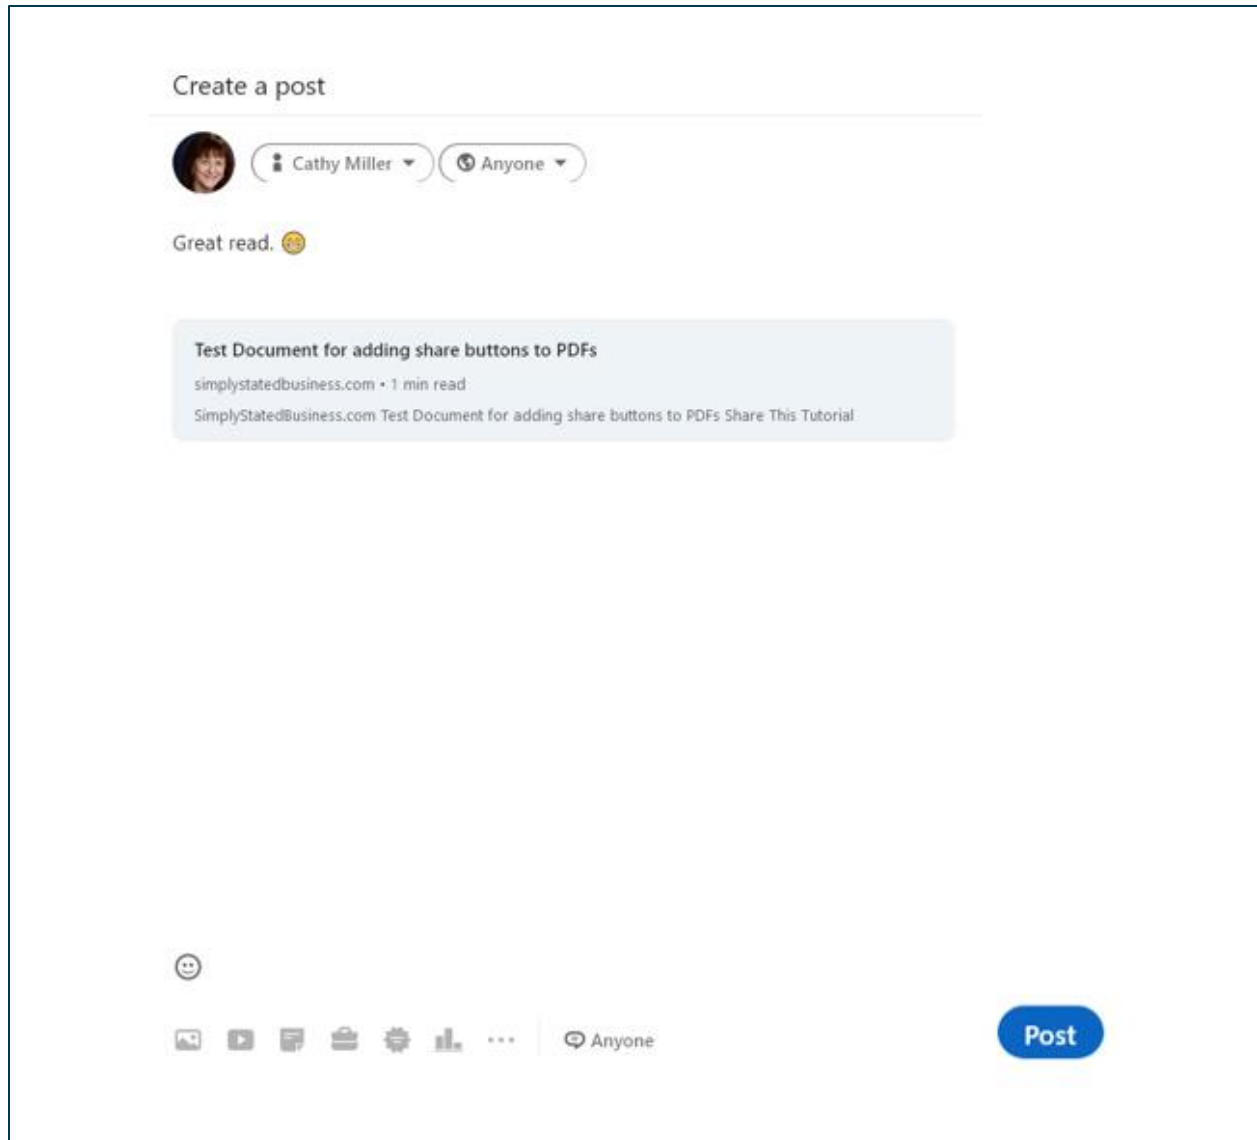 Create a post
Cathy Miller
Anyone
Great read. 😁
Test Document for adding share buttons to PDFs
simplystatedbusiness.com • 1 min read
SimplyStatedBusiness.com Test Document for adding share buttons to PDFs Share This Tutorial
Anyone
Post